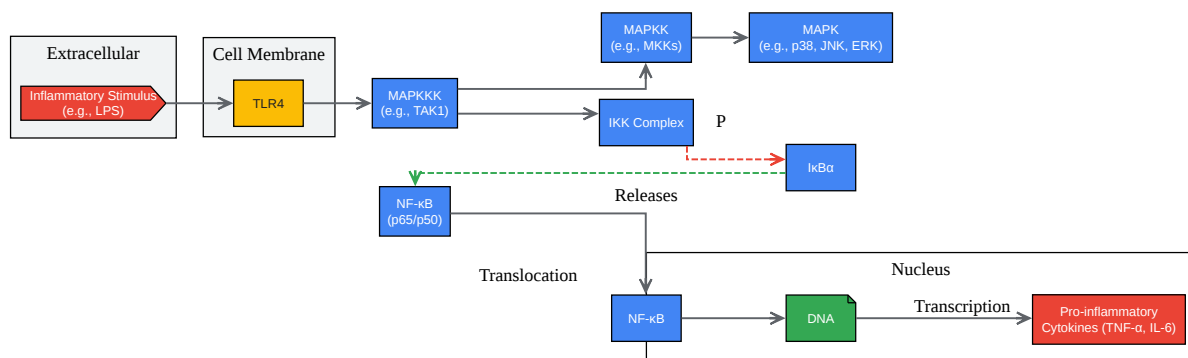 MAPKK
(e.g., MKKs)
MAPK
(e.g., p38, JNK, ERK)
Extracellular
Cell Membrane
Inflammatory Stimulus
(e.g., LPS)
TLR4
MAPKKK
(e.g., TAK1)
IKK Complex
P
IκBα
Releases
NF-κB
(p65/p50)
Nucleus
Translocation
NF-κB
DNA
Transcription
Pro-inflammatory
Cytokines (TNF-α, IL-6)